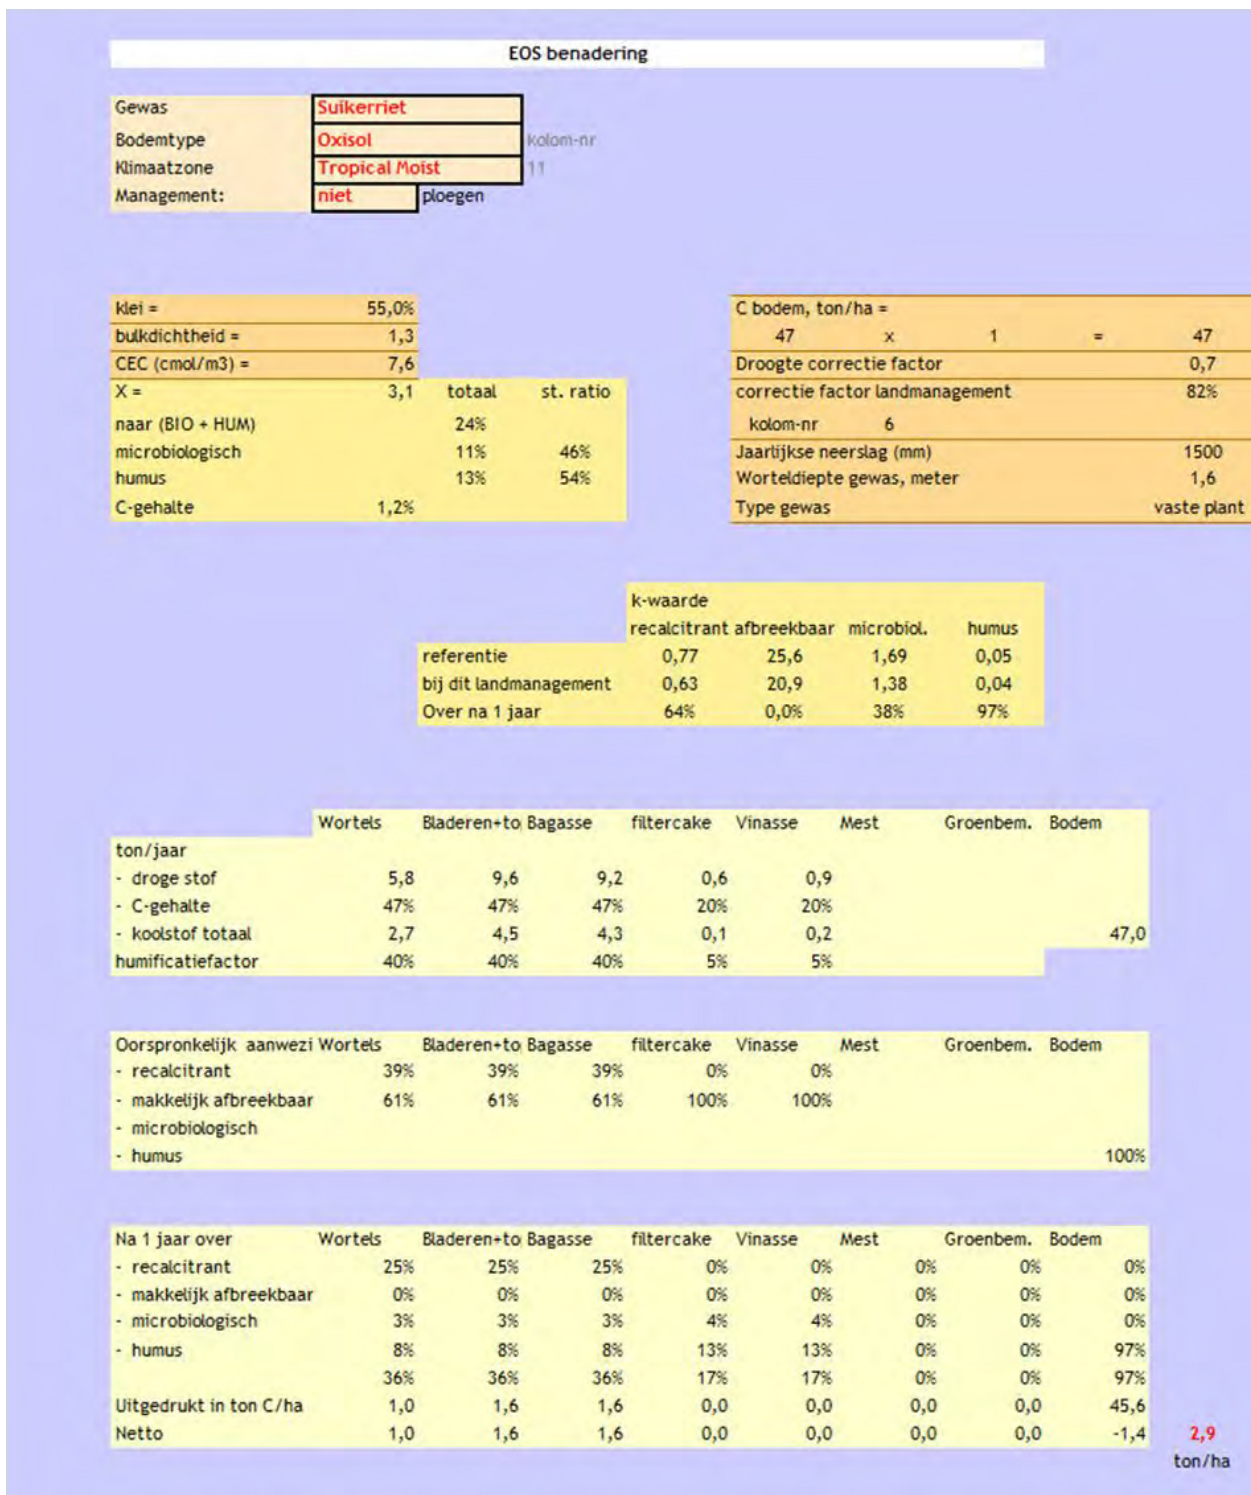 EOS benadering
Gewas Suikerriet
Bodemtype Oxisol kolom-nr
Klimaatzone Tropical Moist 11
Management: niet ploegen
klei = 55,0%
bulkdichtheid = 1,3
CEC (cmol/m3) = 7,6
X = 3,1 totaal st. ratio
naar (BIO + HUM) 24%
microbiologisch 11% 46%
humus 13% 54%
C-gehalte 1,2%
C bodem, ton/ha =
47 x 1 = 47
Droogte correctie factor 0,7
correctie factor landmanagement 82%
kolom-nr 6
Jaarlijkse neerslag (mm) 1500
Worteldiepte gewas, meter 1,6
Type gewas vaste plant
k-waarde
recalcitrant afbreekbaar microbiol. humus
referentie 0,77 25,6 1,69 0,05
bij dit landmanagement 0,63 20,9 1,38 0,04
Over na 1 jaar 64% 0,0% 38% 97%
Wortels Bladeren+to Bagasse filtercake Vinasse Mest Groenbem. Bodem
ton/jaar
- droge stof 5,8 9,6 9,2 0,6 0,9
- C-gehalte 47% 47% 47% 20% 20%
- koolstof totaal 2,7 4,5 4,3 0,1 0,2 47,0
humificatiefactor 40% 40% 40% 5% 5%
Oorspronkelijk aanwezi Wortels Bladeren+to Bagasse filtercake Vinasse Mest Groenbem. Bodem
- recalcitrant 39% 39% 39% 0% 0%
- makkelijk afbreekbaar 61% 61% 61% 100% 100%
- microbiologisch
- humus 100%
Na 1 jaar over Wortels Bladeren+to Bagasse filtercake Vinasse Mest Groenbem. Bodem
- recalcitrant 25% 25% 25% 0% 0% 0% 0% 0%
- makkelijk afbreekbaar 0% 0% 0% 0% 0% 0% 0% 0%
- microbiologisch 3% 3% 3% 4% 4% 0% 0% 0%
- humus 8% 8% 8% 13% 13% 0% 0% 97%
36% 36% 36% 17% 17% 0% 0% 97%
Uitgedrukt in ton C/ha 1,0 1,6 1,6 0,0 0,0 0,0 0,0 45,6
Netto 1,0 1,6 1,6 0,0 0,0 0,0 0,0 -1,4 2,9
ton/ha